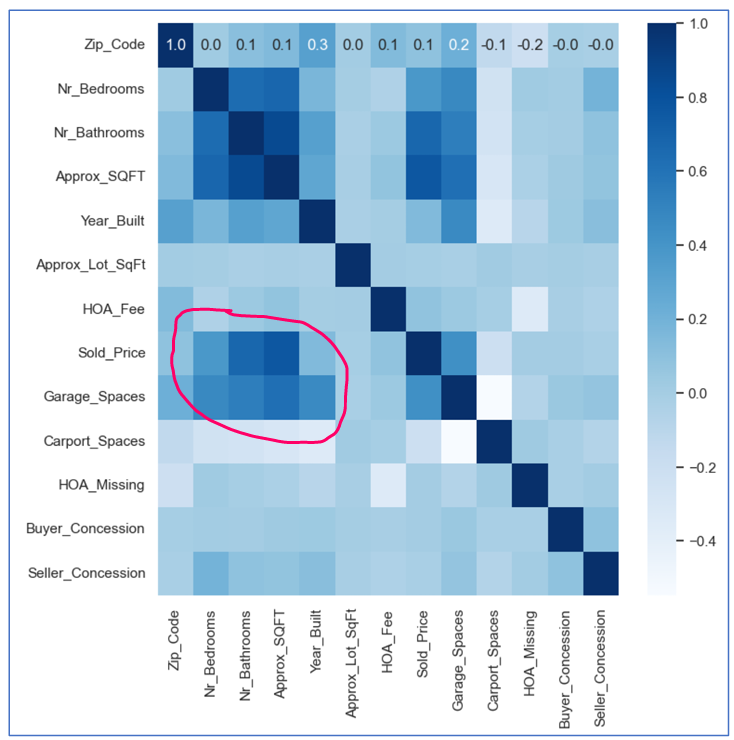 Zip_Code 1.0 0.0 0.1 0.1 0.3 0.0 0.1 0.1 0.2 -0.1 -0.2 -0.0 -0.0
Nr_Bedrooms
Nr_Bathrooms
Approx_SQFT
Year_Built
Approx_Lot_SqFt
HOA_Fee
Sold_Price
Garage_Spaces
Carport_Spaces
HOA_Missing
Buyer_Concession
Seller_Concession
Zip_Code
Nr_Bedrooms
Nr_Bathrooms
Approx_SQFT
Year_Built
Approx_Lot_SqFt
HOA_Fee
Sold_Price
Garage_Spaces
Carport_Spaces
HOA_Missing
Buyer_Concession
Seller_Concession
1.0
0.8
0.6
0.4
0.2
0.0
−0.2
−0.4